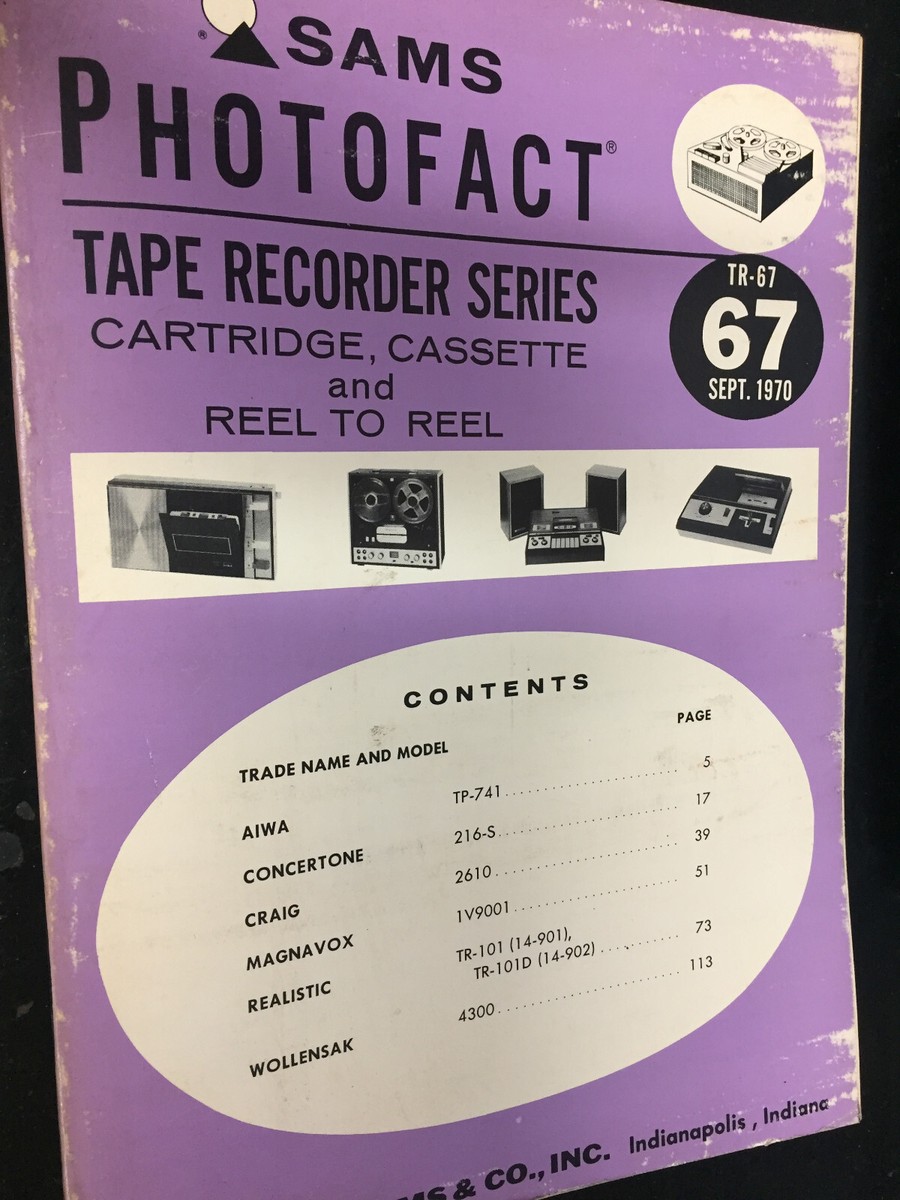 ® SAMS
PHOTOFACT®
TAPE RECORDER SERIES
CARTRIDGE, CASSETTE
and
REEL TO REEL
TR-67
67
SEPT. 1970
CONTENTS
TRADE NAME AND MODEL PAGE
AIWA TP-741 5
CONCERTONE 216-S 17
CRAIG 2610 39
MAGNAVOX 1V9001 51
REALISTIC TR-101 (14-901),
TR-101D (14-902) 73
WOLLENSAK 4300 113
& CO., INC. Indianapolis, Indiana